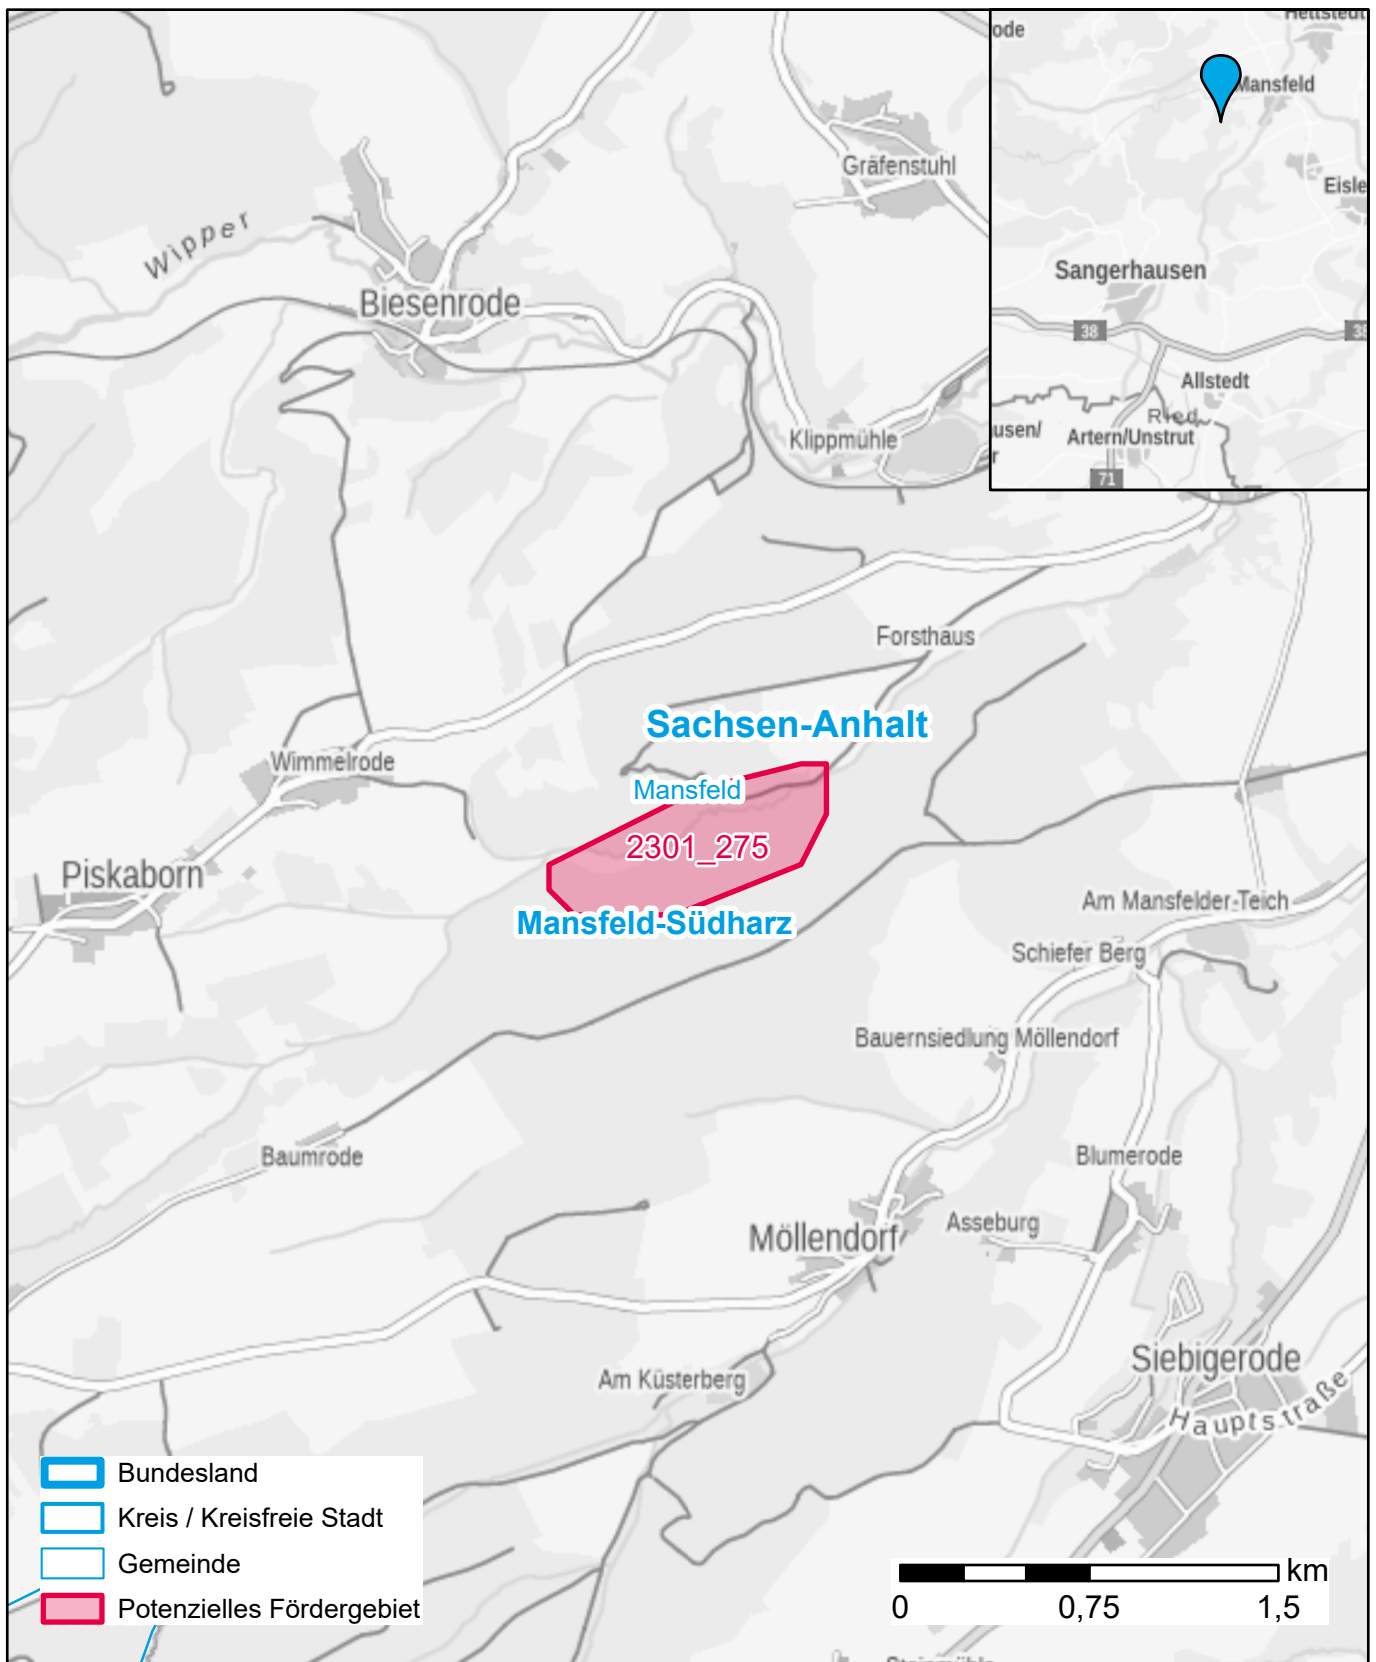 Gräfenstuhl
Wipper
Biesenrode
Klippmühle
Forsthaus
Sachsen-Anhalt
Wimmelrode
Mansfeld
2301_275
Piskaborn
Mansfeld-Südharz
Am Mansfelder-Teich
Schiefer Berg
Bauernsiedlung Möllendorf
Baumrode
Blumerode
Asseburg
Möllendorf
Siebigerode
Am Küsterberg
Hauptstraße
ode
Mansfeld
Eisle
Sangerhausen
38
38
Allstedt
Ried
usen/
Artern/Unstrut
r
71
Bundesland
Kreis / Kreisfreie Stadt
Gemeinde
Potenzielles Fördergebiet
km
0 0,75 1,5